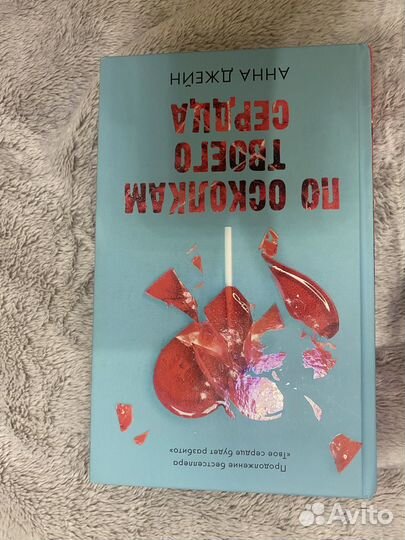 Продолжение бестселлера
«Твое сердце будет разбито»
ПО ОСКОЛКАМ
ТВОЕГО
СЕРДЦА
АННА ДЖЕЙН
Avito